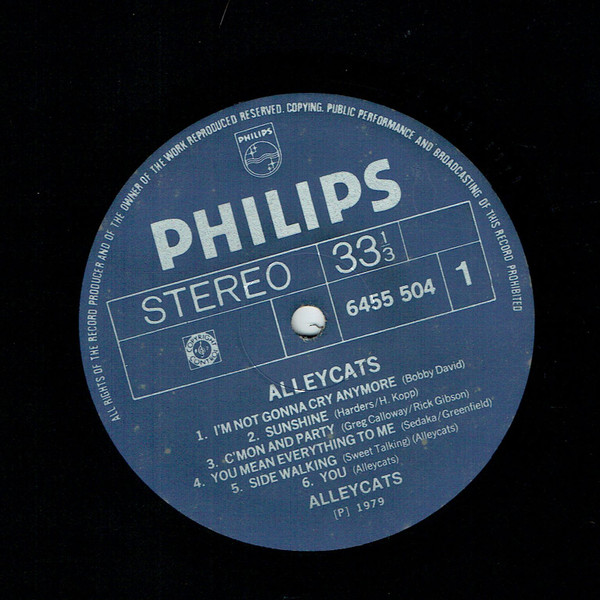 ALL RIGHTS OF THE RECORD PRODUCER AND OF THE OWNER OF THE WORK REPRODUCED RESERVED. COPYING, PUBLIC PERFORMANCE AND BROADCASTING OF THIS RECORD PROHIBITED
PHILIPS
PHILIPS
STEREO 33 1/3
6455 504 1
ALLEYCATS
1. I'M NOT GONNA CRY ANYMORE (Bobby David)
2. SUNSHINE (Harders/H. Kopp)
3. C'MON AND PARTY (Greg Calloway/Rick Gibson)
4. YOU MEAN EVERYTHING TO ME (Sedaka/Greenfield)
5. SIDE WALKING (Sweet Talking) (Alleycats)
6. YOU (Alleycats)
ALLEYCATS
[P] 1979